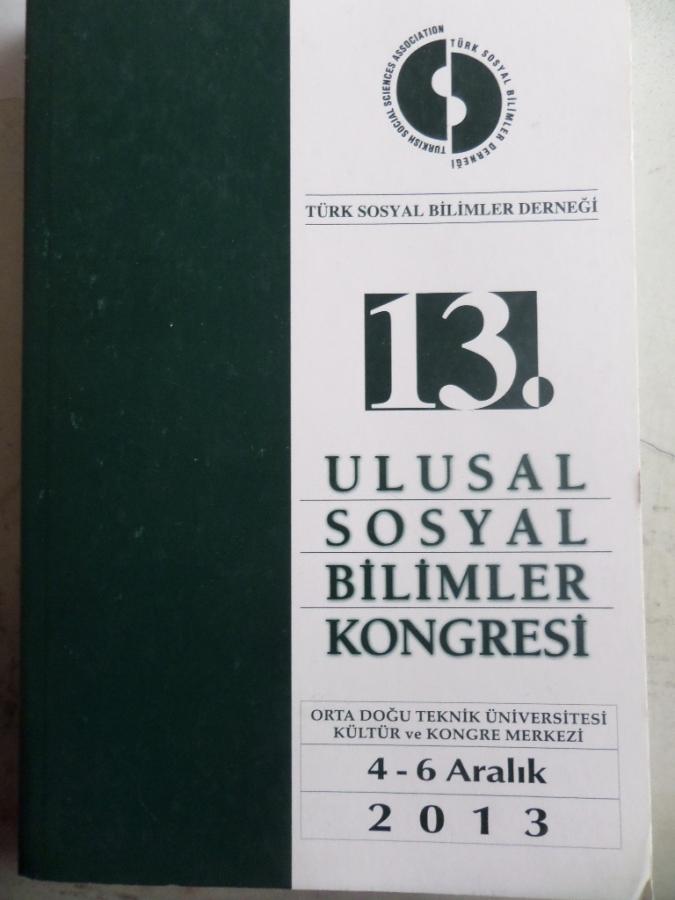 TURKISH SOCIAL SCIENCES ASSOCIATION
TÜRK SOSYAL BİLİMLER DERNEĞİ
TÜRK SOSYAL BİLİMLER DERNEĞİ
13.
ULUSAL
SOSYAL
BİLİMLER
KONGRESİ
ORTA DOĞU TEKNİK ÜNİVERSİTESİ
KÜLTÜR ve KONGRE MERKEZİ
4 - 6 Aralık
2013